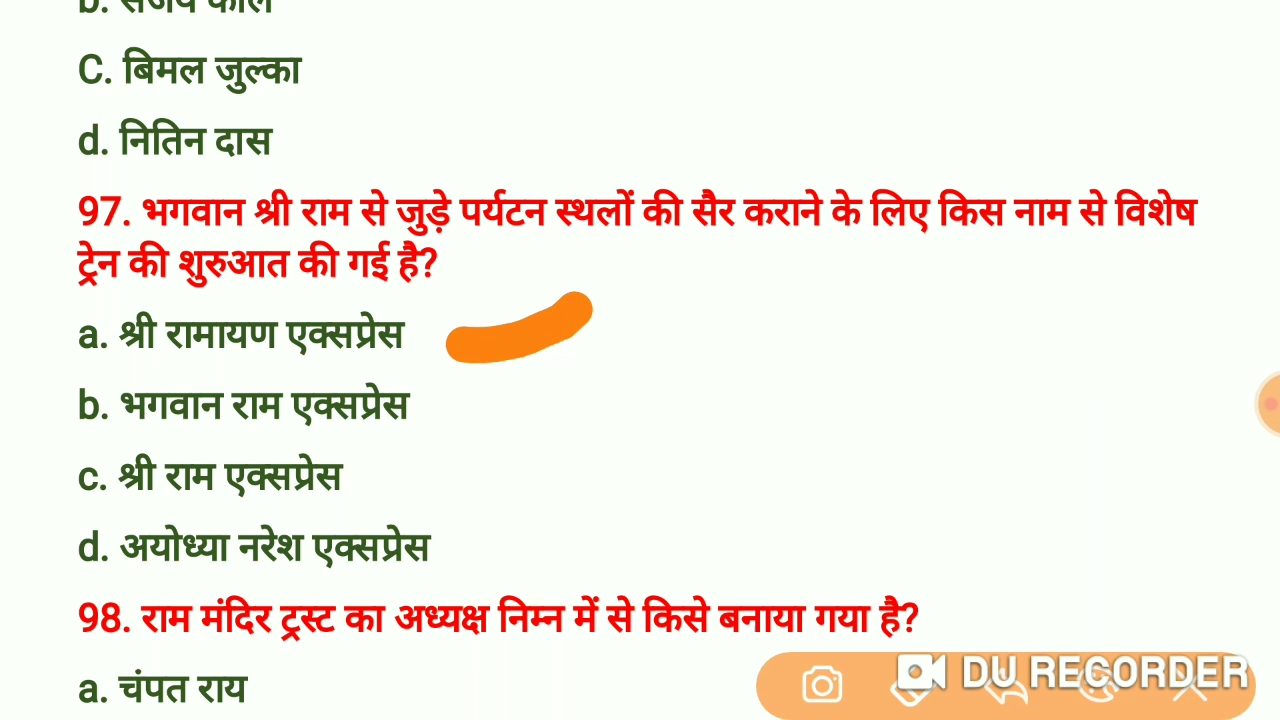 b. संजय कोल
C. बिमल जुल्का
d. नितिन दास
97. भगवान श्री राम से जुड़े पर्यटन स्थलों की सैर कराने के लिए किस नाम से विशेष
ट्रेन की शुरुआत की गई है?
a. श्री रामायण एक्सप्रेस
b. भगवान राम एक्सप्रेस
c. श्री राम एक्सप्रेस
d. अयोध्या नरेश एक्सप्रेस
98. राम मंदिर ट्रस्ट का अध्यक्ष निम्न में से किसे बनाया गया है?
a. चंपत राय
DU RECORDER